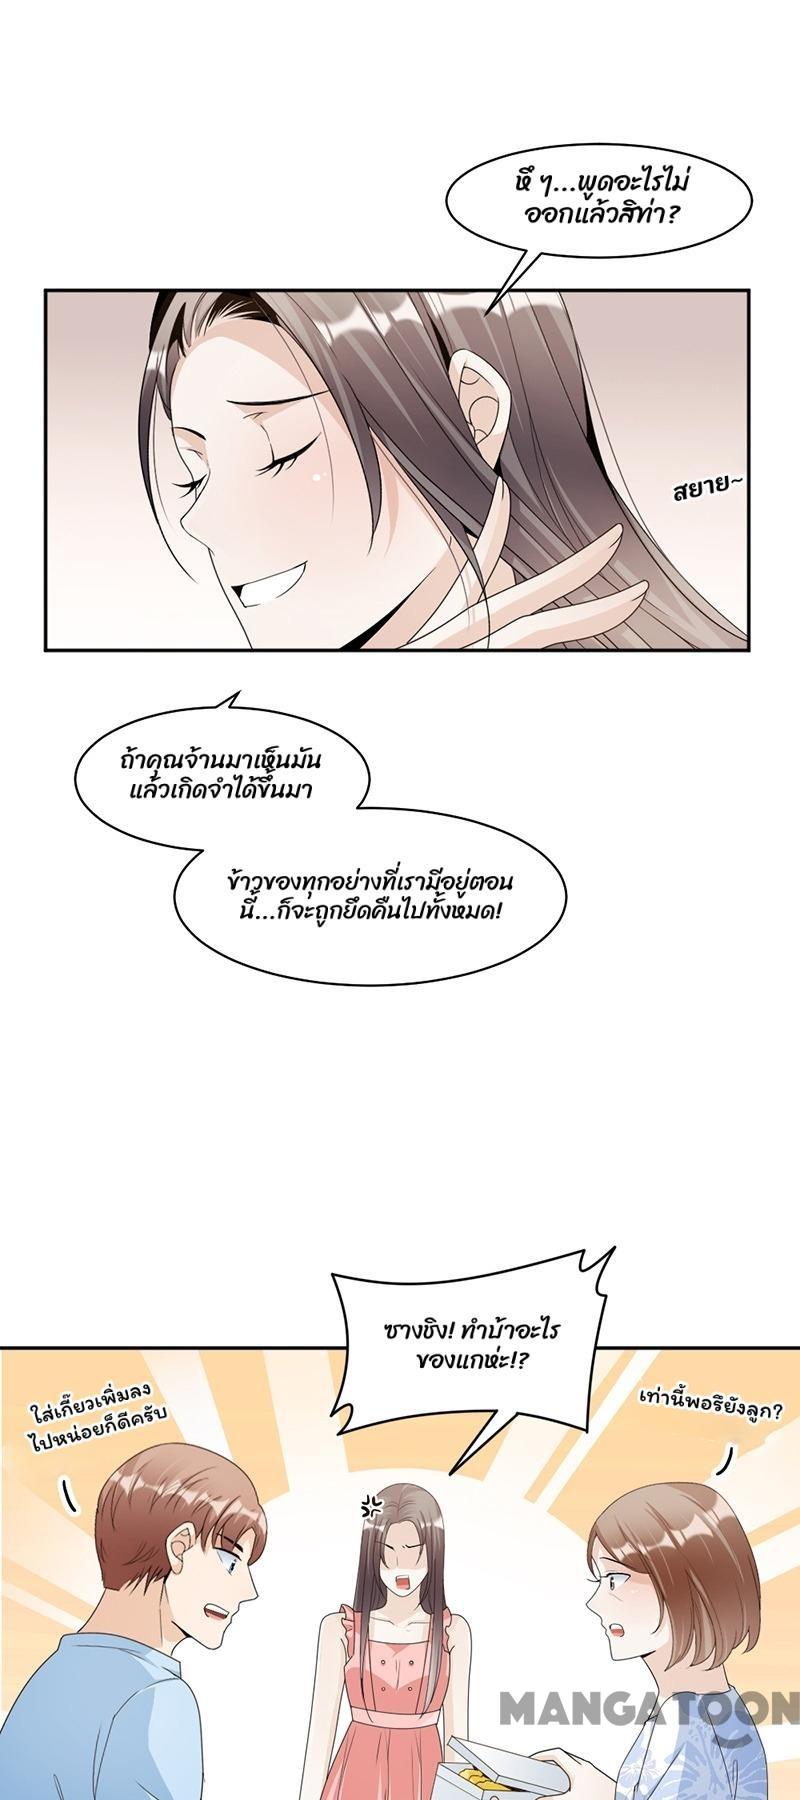 หึ ๆ...พูดอะไรไม่
ออกแล้วสิท่า?
สยาย~
ถ้าคุณจ้านมาเห็นมัน
แล้วเกิดจำได้ขึ้นมา
ข้าวของทุกอย่างที่เรามีอยู่ตอน
นี้...ก็จะถูกยึดคืนไปทั้งหมด!
ซางชิง! ทำบ้าอะไร
ของแกห่ะ!?
ใส่เกี๊ยวเพิ่มลง
ไปหน่อยก็ดีครับ
เท่านี้พอรึยังลูก?
MANGATOON